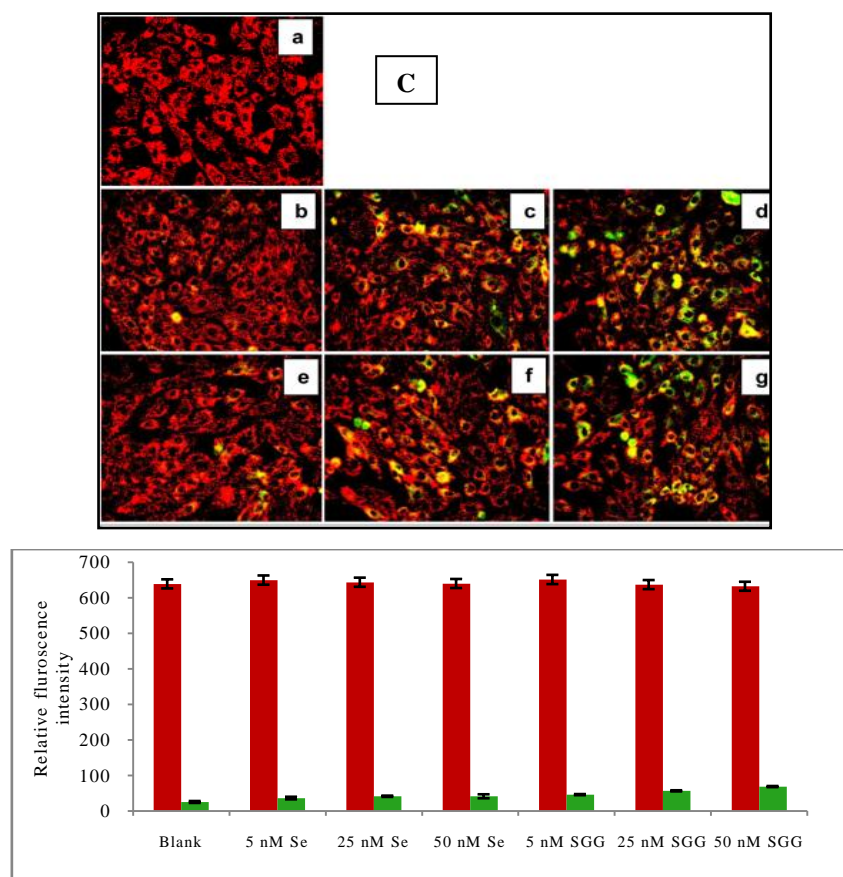 a
C
b
c
d
e
f
g
Relative fluroscence
intensity
700
600
500
400
300
200
100
0
Blank
5 nM Se
25 nM Se
50 nM Se
5 nM SGG
25 nM SGG
50 nM SGG